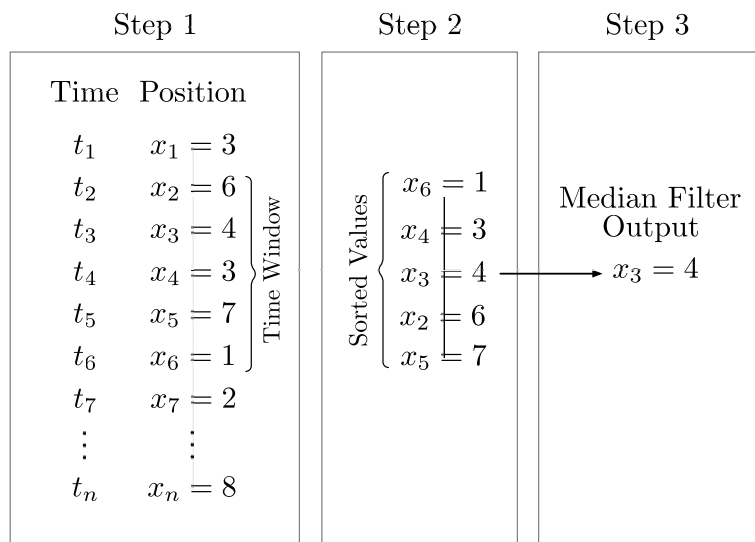 Step 1
Time Position
t₁ x₁ = 3
t₂ x₂ = 6
t₃ x₃ = 4
t₄ x₄ = 3
t₅ x₅ = 7
t₆ x₆ = 1
t₇ x₇ = 2
⋮ ⋮
tₙ xₙ = 8
Time Window
Step 2
Sorted Values
x₆ = 1
x₄ = 3
x₃ = 4
x₂ = 6
x₅ = 7
Step 3
Median Filter
Output
x₃ = 4